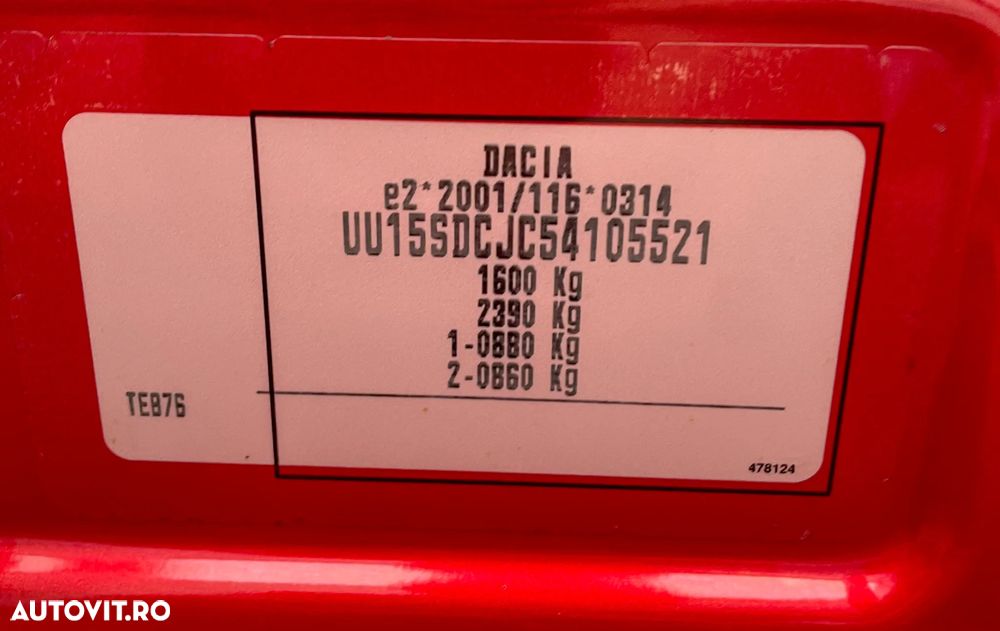 DACIA
e2*2001/116*0314
UU15SDCJC54105521
1600 Kg
2390 Kg
1-0880 Kg
2-0860 Kg
TEB76
478124
AUTOVIT.RO